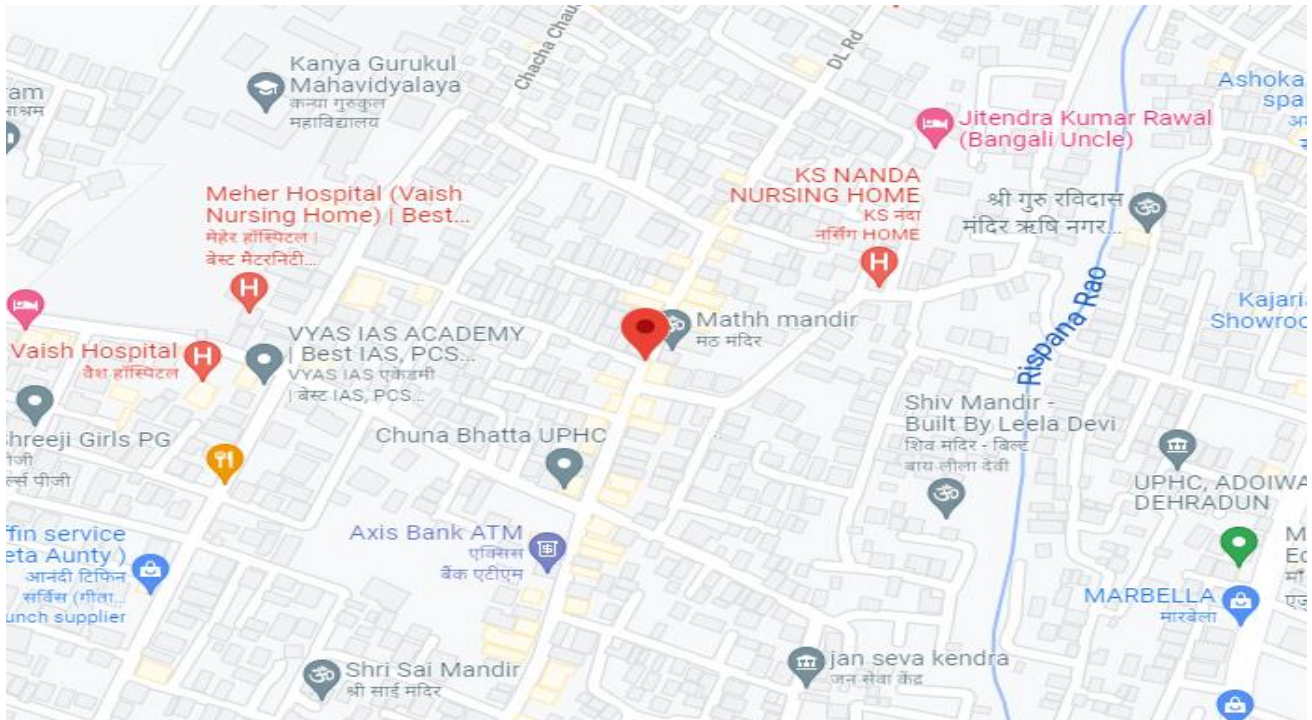 Kanya Gurukul
Mahavidyalaya
कन्या गुरुकुल
महाविद्यालय
Chacha Chau
DL Rd
Ashoka
spa
Jitendra Kumar Rawal
(Bangali Uncle)
KS NANDA
NURSING HOME
KS नंदा
नर्सिंग HOME
श्री गुरु रविदास
मंदिर ऋषि नगर...
Meher Hospital (Vaish
Nursing Home) | Best...
मेहेर हॉस्पिटल |
बेस्ट मैटरनिटी....
H
H
Rispana Rao
Kajaria
Showroo
Mathh mandir
मठ मंदिर
VYAS IAS ACADEMY
| Best IAS, PCS...
VYAS IAS एकेडमी
| बेस्ट IAS, PCS...
Vaish Hospital
वैश हॉस्पिटल
H
Shiv Mandir -
Built By Leela Devi
शिव मंदिर - बिल्ट
बाय लीला देवी
Shreeji Girls PG
र्ल्स पीजी
Chuna Bhatta UPHC
UPHC, ADOIWA
DEHRADUN
Axis Bank ATM
एक्सिस
बैंक एटीएम
ffin service
eta Aunty )
आनंदी टिफिन
सर्विस (गीता...
unch supplier
MARBELLA
मारबेला
Shri Sai Mandir
श्री साई मंदिर
jan seva kendra
जन सेवा केंद्र